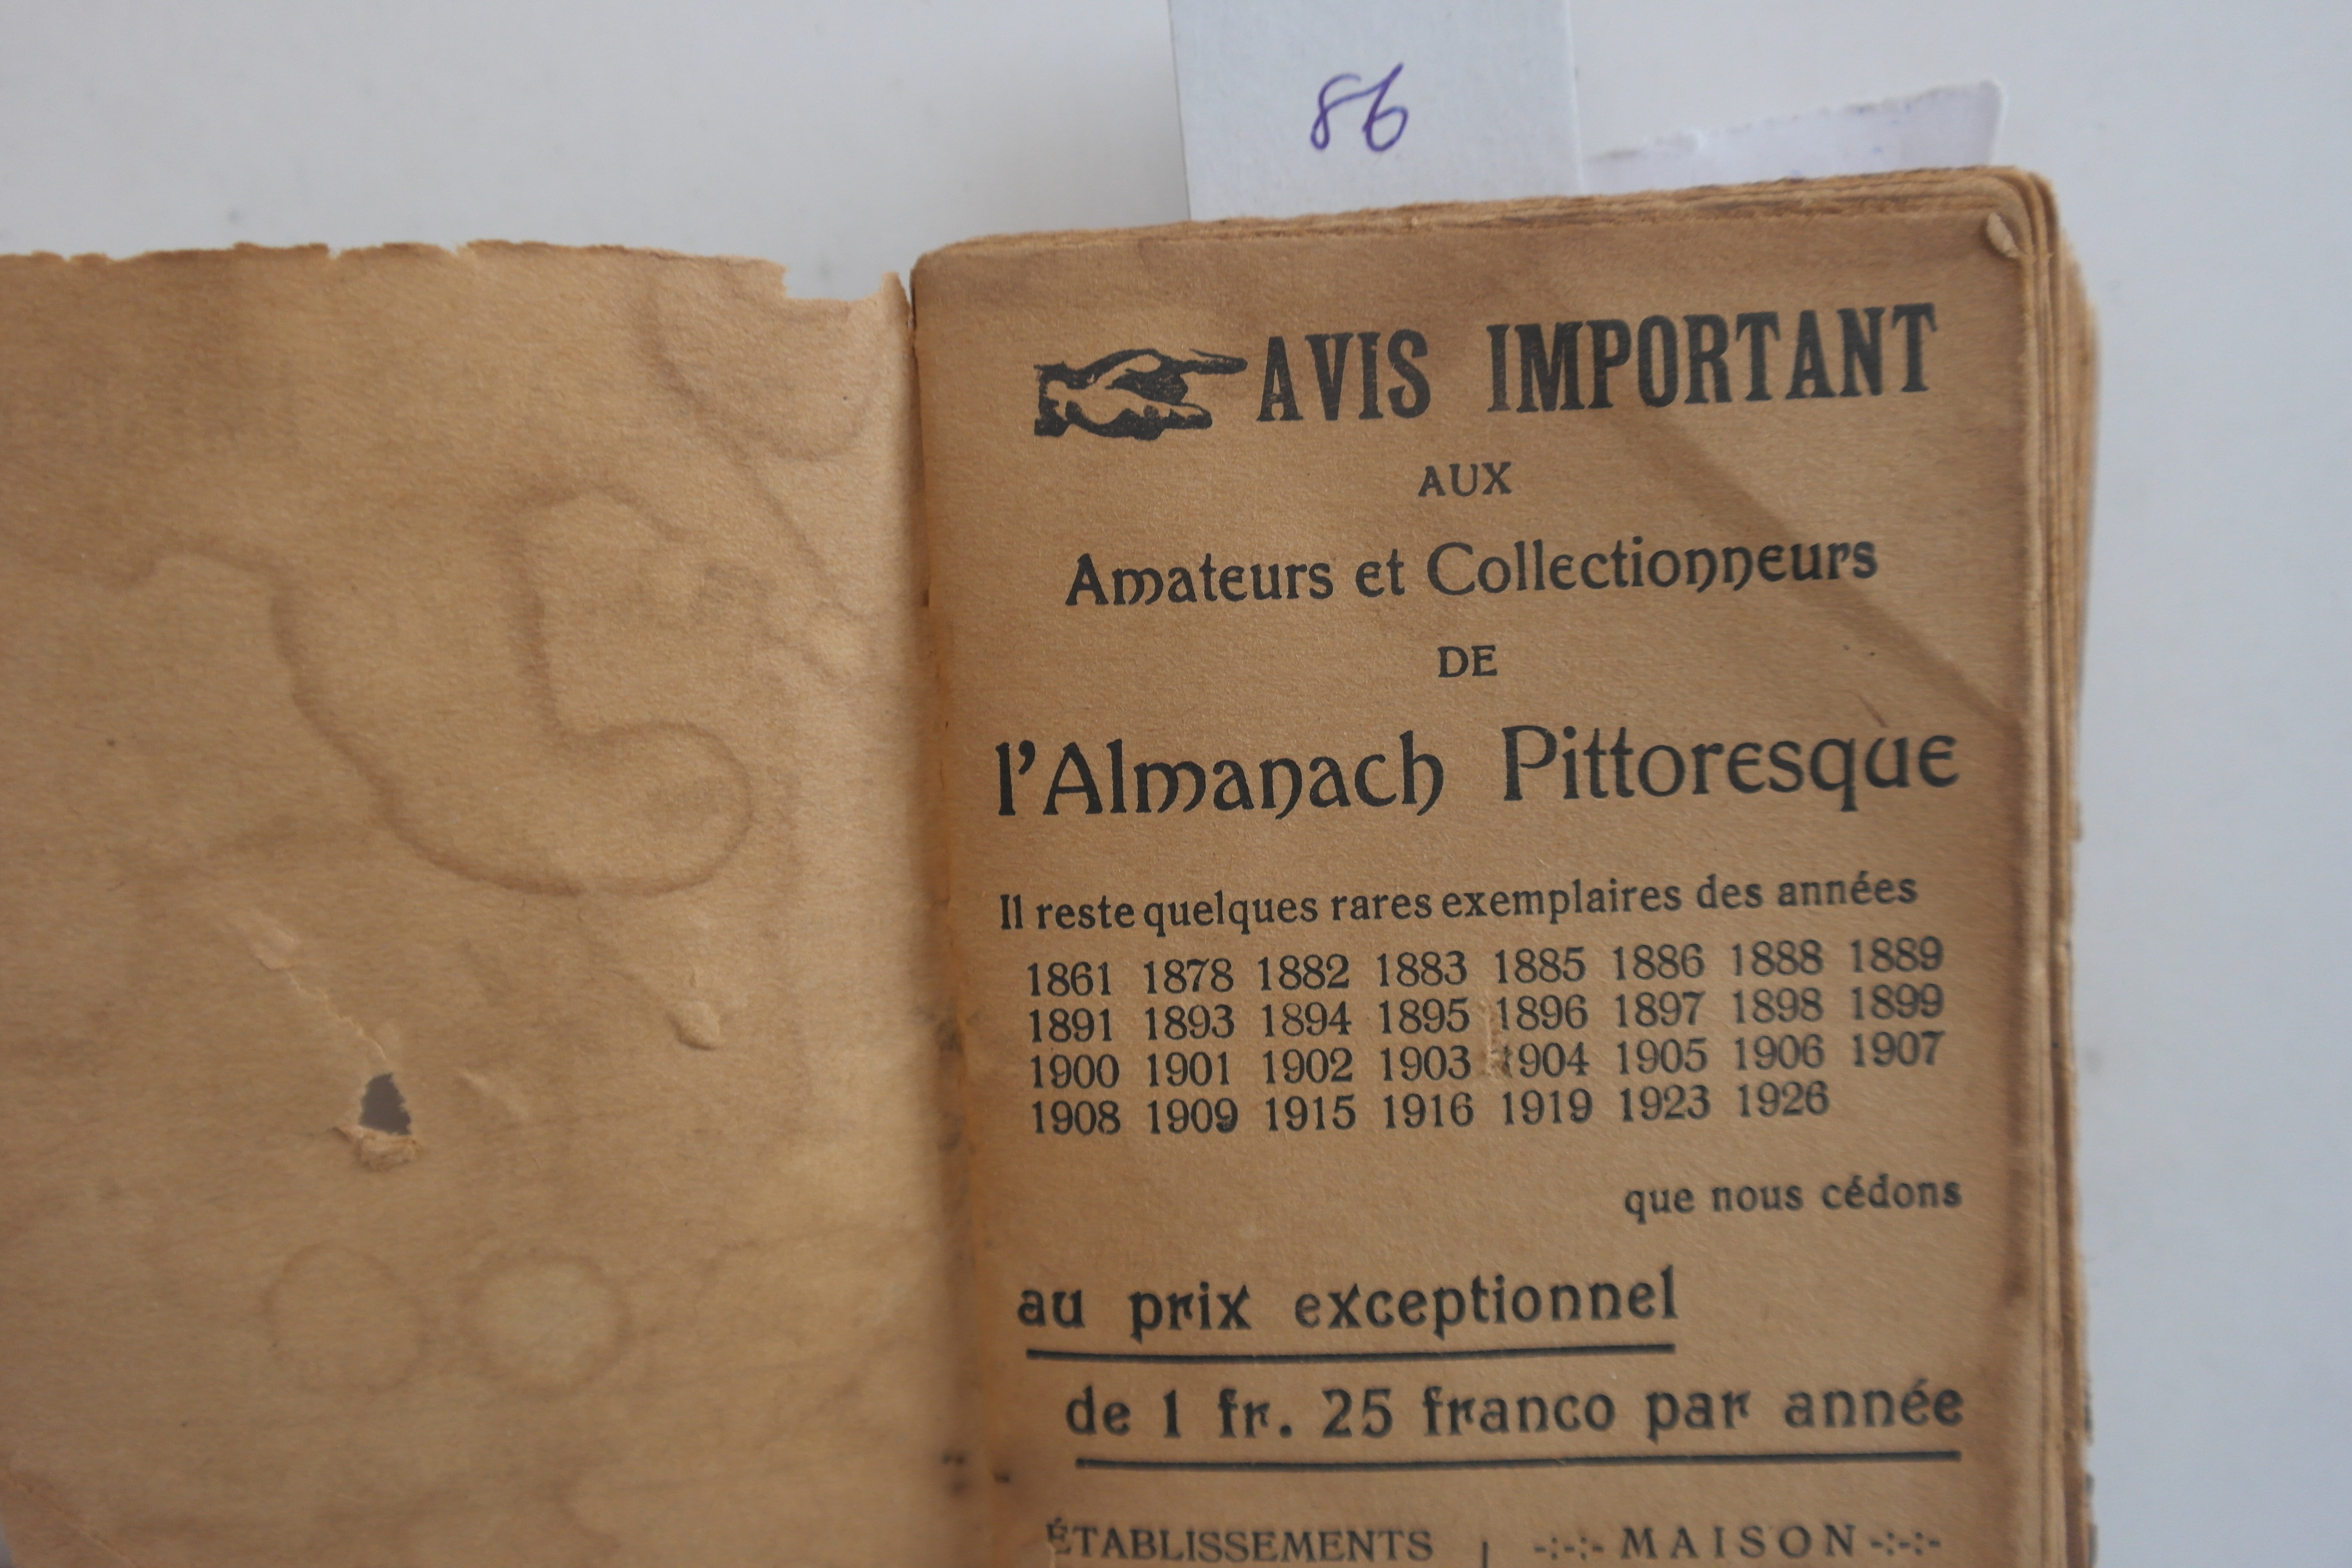 86
AVIS IMPORTANT
AUX
Amateurs et Collectionneurs
DE
l'Almanach Pittoresque
Il reste quelques rares exemplaires des années
1861 1878 1882 1883 1885 1886 1888 1889
1891 1893 1894 1895 1896 1897 1898 1899
1900 1901 1902 1903 1904 1905 1906 1907
1908 1909 1915 1916 1919 1923 1926
que nous cédons
au prix exceptionnel
de 1 fr. 25 franco par année
ÉTABLISSEMENTS | -:-:- MAISON -:-:-